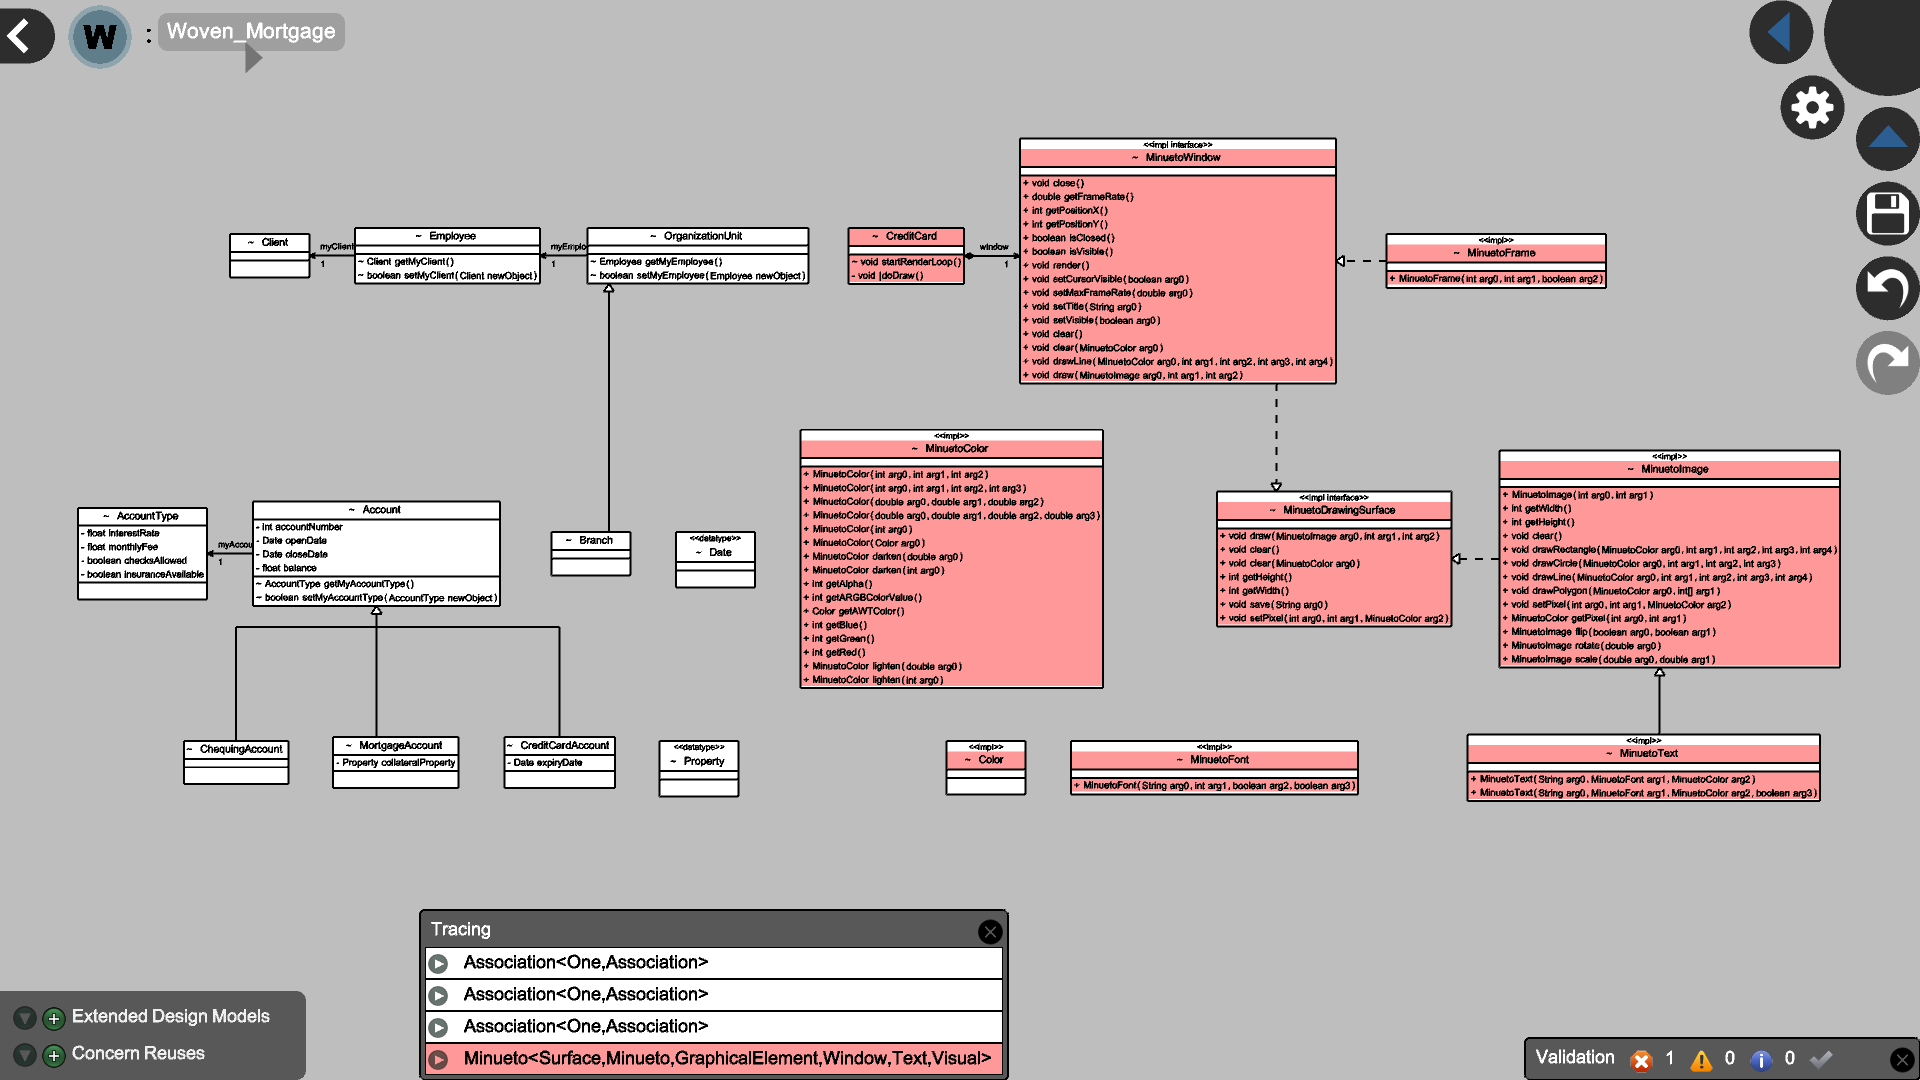 W : Woven_Mortgage
<<impl interface>>
~ MinuetoWindow
+ void close()
+ double getFrameRate()
+ int getPositionX()
+ int getPositionY()
+ boolean isClosed()
+ boolean isVisible()
+ void render()
+ void setCursorVisible(boolean arg0)
+ void setMaxFrameRate(double arg0)
+ void setTitle(String arg0)
+ void setVisible(boolean arg0)
+ void clear()
+ void clear(MinuetoColor arg0)
+ void drawLine(MinuetoColor arg0, int arg1, int arg2, int arg3, int arg4)
+ void draw(MinuetoImage arg0, int arg1, int arg2)
~ Client
myClient
1
~ Employee
~ Client getMyClient()
~ boolean setMyClient(Client newObject)
myEmplo
1
~ OrganizationUnit
~ Employee getMyEmployee()
~ boolean setMyEmployee(Employee newObject)
~ CreditCard
~ void startRenderLoop()
- void |doDraw()
window
1
<<impl>>
~ MinuetoFrame
+ MinuetoFrame(int arg0, int arg1, boolean arg2)
<<impl>>
~ MinuetoColor
+ MinuetoColor(int arg0, int arg1, int arg2)
+ MinuetoColor(int arg0, int arg1, int arg2, int arg3)
+ MinuetoColor(double arg0, double arg1, double arg2)
+ MinuetoColor(double arg0, double arg1, double arg2, double arg3)
+ MinuetoColor(int arg0)
+ MinuetoColor(Color arg0)
+ MinuetoColor darken(double arg0)
+ MinuetoColor darken(int arg0)
+ int getAlpha()
+ int getARGBColorValue()
+ Color getAWTColor()
+ int getBlue()
+ int getGreen()
+ int getRed()
+ MinuetoColor lighten(double arg0)
+ MinuetoColor lighten(int arg0)
<<impl>>
~ MinuetoImage
+ MinuetoImage(int arg0, int arg1)
+ int getWidth()
+ int getHeight()
+ void clear()
+ void drawRectangle(MinuetoColor arg0, int arg1, int arg2, int arg3, int arg4)
+ void drawCircle(MinuetoColor arg0, int arg1, int arg2, int arg3)
+ void drawLine(MinuetoColor arg0, int arg1, int arg2, int arg3, int arg4)
+ void drawPolygon(MinuetoColor arg0, int[] arg1)
+ void setPixel(int arg0, int arg1, MinuetoColor arg2)
+ MinuetoColor getPixel(int arg0, int arg1)
+ MinuetoImage flip(boolean arg0, boolean arg1)
+ MinuetoImage rotate(double arg0)
+ MinuetoImage scale(double arg0, double arg1)
<<impl interface>>
~ MinuetoDrawingSurface
+ void draw(MinuetoImage arg0, int arg1, int arg2)
+ void clear()
+ void clear(MinuetoColor arg0)
+ int getHeight()
+ int getWidth()
+ void save(String arg0)
+ void setPixel(int arg0, int arg1, MinuetoColor arg2)
~ AccountType
- float interestRate
- float monthlyFee
- boolean checksAllowed
- boolean insuranceAvailable
myAccou
1
~ Account
- int accountNumber
- Date openDate
- Date closeDate
- float balance
~ AccountType getMyAccountType()
~ boolean setMyAccountType(AccountType newObject)
~ Branch
<<datatype>>
~ Date
~ ChequingAccount
~ MortgageAccount
- Property collateralProperty
~ CreditCardAccount
- Date expiryDate
<<datatype>>
~ Property
<<impl>>
~ Color
<<impl>>
~ MinuetoFont
+ MinuetoFont(String arg0, int arg1, boolean arg2, boolean arg3)
<<impl>>
~ MinuetoText
+ MinuetoText(String arg0, MinuetoFont arg1, MinuetoColor arg2)
+ MinuetoText(String arg0, MinuetoFont arg1, MinuetoColor arg2, boolean arg3)
Tracing
Association<One,Association>
Association<One,Association>
Association<One,Association>
Minueto<Surface,Minueto,GraphicalElement,Window,Text,Visual>
Extended Design Models
Concern Reuses
Validation 1 0 0